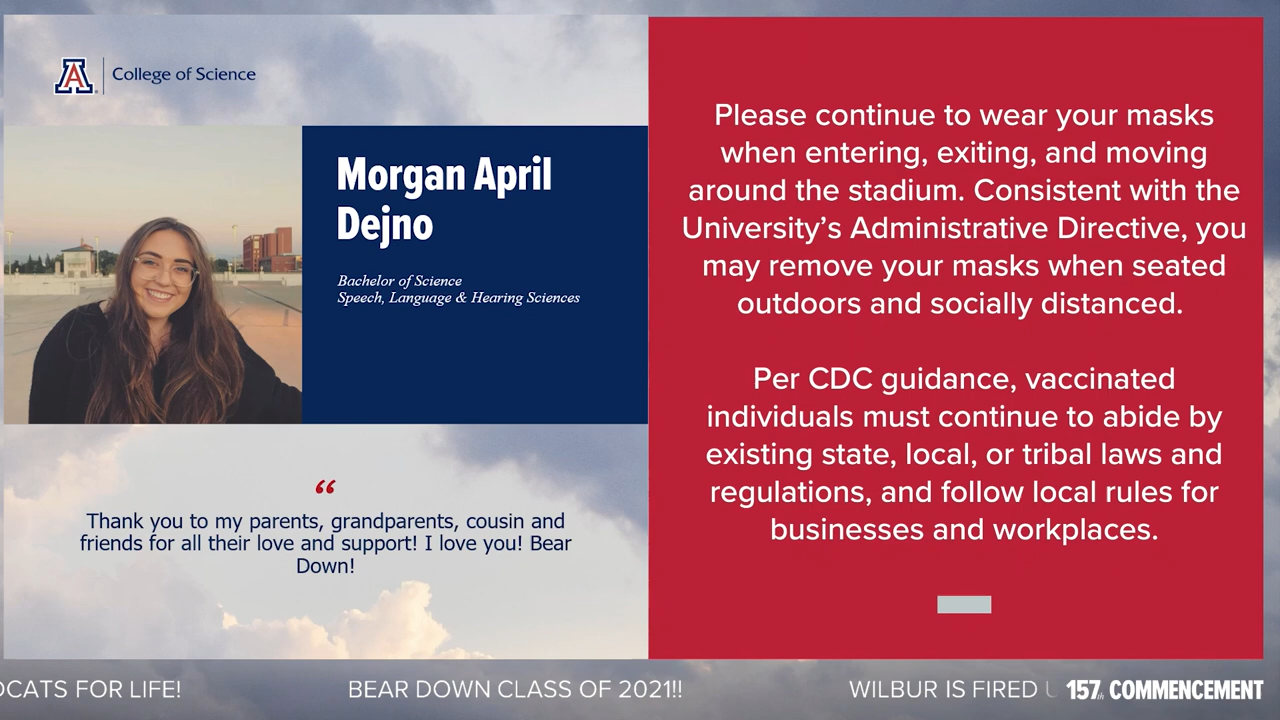 A
College of Science
Morgan April
Dejno
Bachelor of Science
Speech, Language & Hearing Sciences
“
Thank you to my parents, grandparents, cousin and
friends for all their love and support! I love you! Bear
Down!
Please continue to wear your masks
when entering, exiting, and moving
around the stadium. Consistent with the
University’s Administrative Directive, you
may remove your masks when seated
outdoors and socially distanced.
Per CDC guidance, vaccinated
individuals must continue to abide by
existing state, local, or tribal laws and
regulations, and follow local rules for
businesses and workplaces.
DCATS FOR LIFE! BEAR DOWN CLASS OF 2021!! WILBUR IS FIRED U 157th COMMENCEMENT